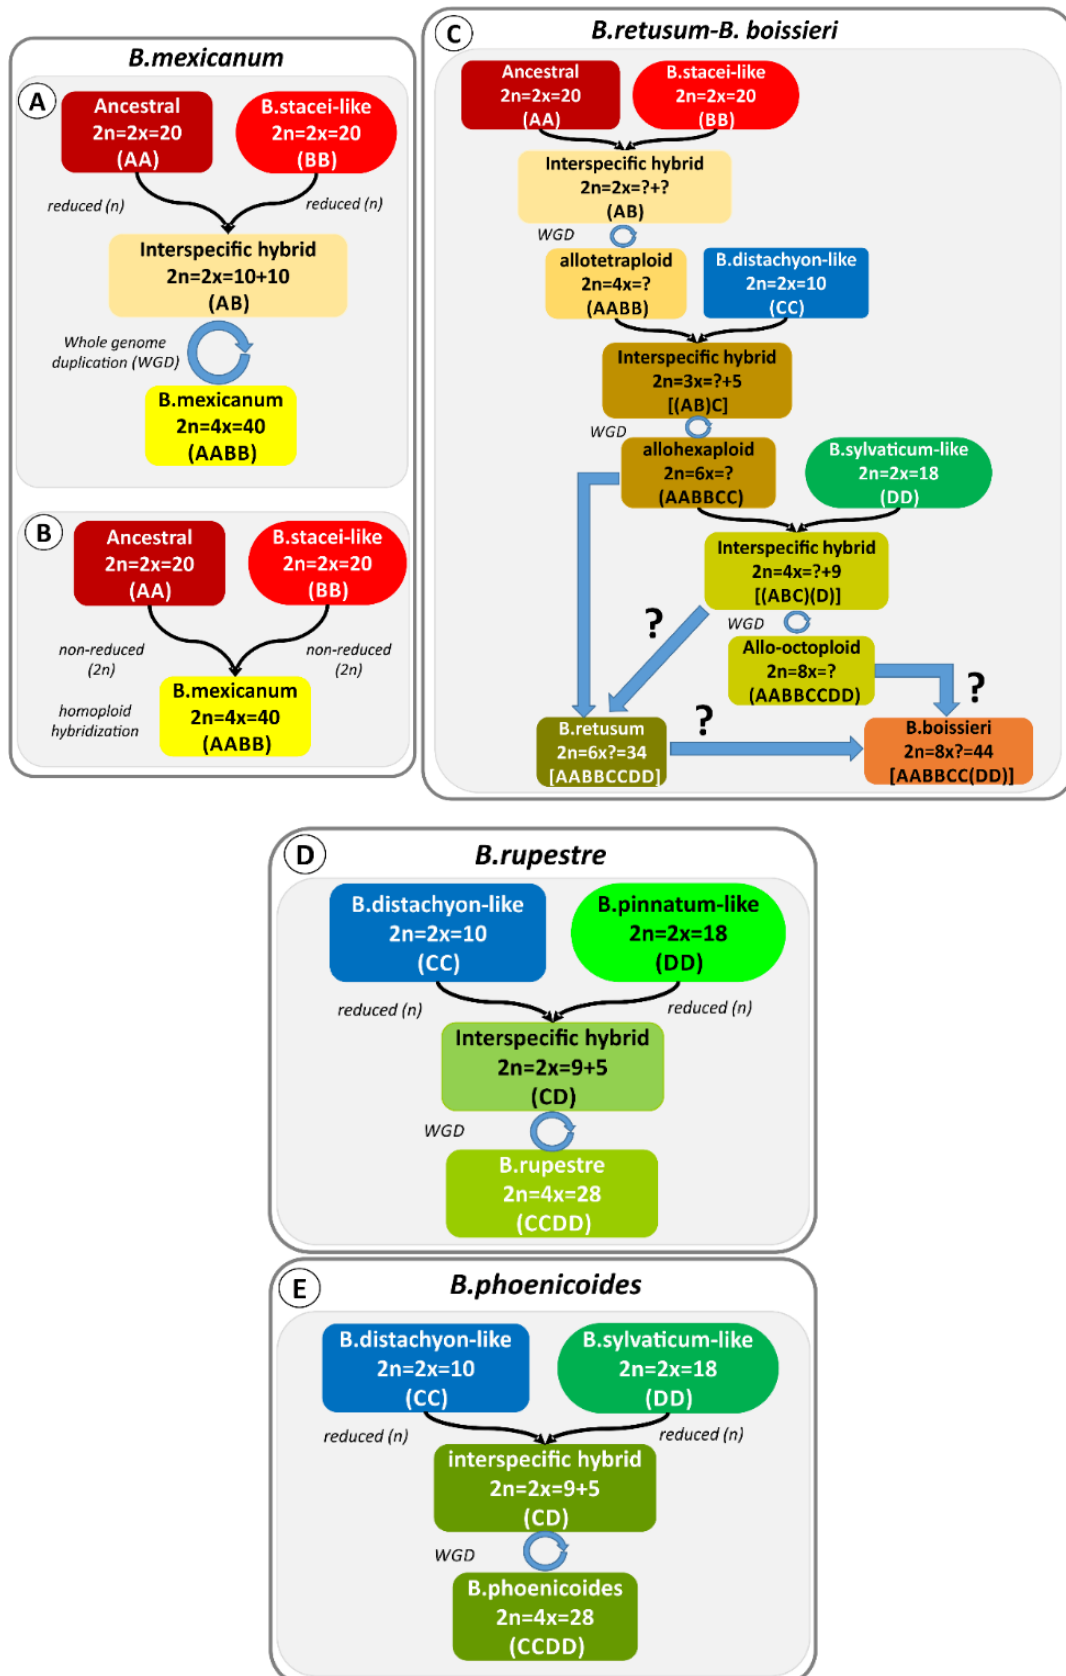 B.mexicanum
A
Ancestral
2n=2x=20
(AA)
B.stacei-like
2n=2x=20
(BB)
reduced (n)
reduced (n)
Interspecific hybrid
2n=2x=10+10
(AB)
Whole genome
duplication (WGD)
B.mexicanum
2n=4x=40
(AABB)
B
Ancestral
2n=2x=20
(AA)
B.stacei-like
2n=2x=20
(BB)
non-reduced
(2n)
non-reduced
(2n)
homoploid
hybridization
B.mexicanum
2n=4x=40
(AABB)
C
B.retusum-B. boissieri
Ancestral
2n=2x=20
(AA)
B.stacei-like
2n=2x=20
(BB)
Interspecific hybrid
2n=2x=?+?
(AB)
WGD
allotetraploid
2n=4x=?
(AABB)
B.distachyon-like
2n=2x=10
(CC)
Interspecific hybrid
2n=3x=?+5
[(AB)C]
WGD
allohexaploid
2n=6x=?
(AABBCC)
B.sylvaticum-like
2n=2x=18
(DD)
Interspecific hybrid
2n=4x=?+9
[(ABC)(D)]
?
WGD
Allo-octoploid
2n=8x=?
(AABBCCDD)
?
?
B.retusum
2n=6x?=34
[AABBCCDD]
B.boissieri
2n=8x?=44
[AABBCC(DD)]
D
B.rupestre
B.distachyon-like
2n=2x=10
(CC)
B.pinnatum-like
2n=2x=18
(DD)
reduced (n)
reduced (n)
Interspecific hybrid
2n=2x=9+5
(CD)
WGD
B.rupestre
2n=4x=28
(CCDD)
E
B.phoenicoides
B.distachyon-like
2n=2x=10
(CC)
B.sylvaticum-like
2n=2x=18
(DD)
reduced (n)
reduced (n)
interspecific hybrid
2n=2x=9+5
(CD)
WGD
B.phoenicoides
2n=4x=28
(CCDD)